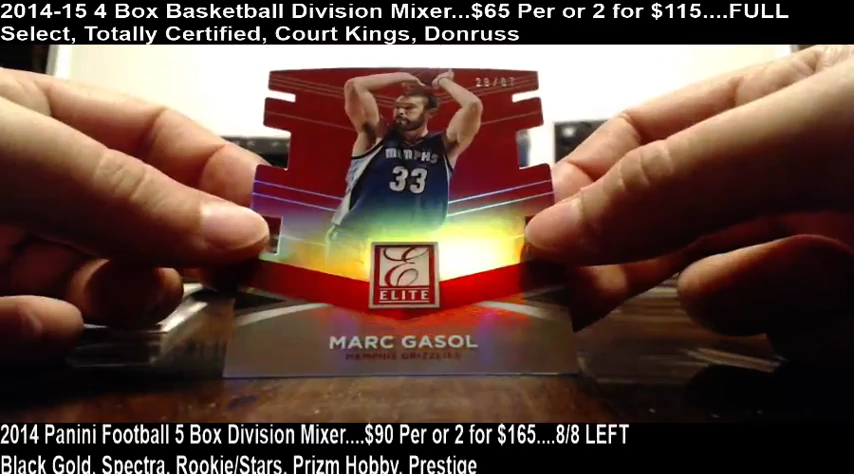 2014-15 4 Box Basketball Division Mixer...$65 Per or 2 for $115....FULL
Select, Totally Certified, Court Kings, Donruss
MEMPHS
33
E
ELITE
MARC GASOL
MEMPHIS GRIZZLIES
2014 Panini Football 5 Box Division Mixer....$90 Per or 2 for $165....8/8 LEFT
Black Gold, Spectra, Rookie/Stars, Prizm Hobby, Prestige